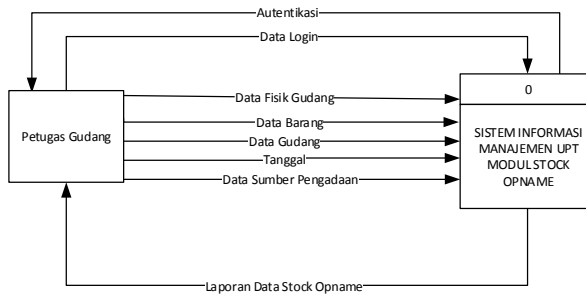 Autentikasi
Data Login
0
Data Fisik Gudang
Data Barang
Petugas Gudang
Data Gudang
Tanggal
Data Sumber Pengadaan
SISTEM INFORMASI
MANAJEMEN UPT
MODUL STOCK
OPNAME
Laporan Data Stock Opname